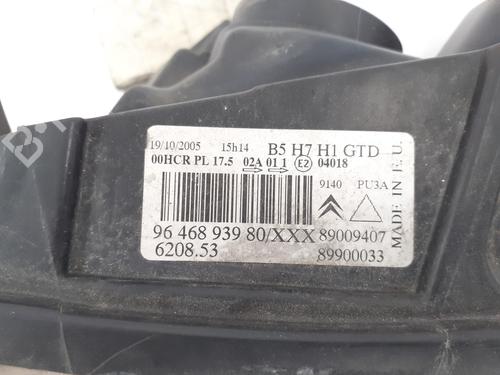 19/10/2005 15h14 B5 H7 H1 GTD
00HCR PL 17.5 02A 01 1 E2 04018
9140 PU3A
MADE IN E.U.
96 468 939 80/XXX 89009407
6208.53 89900033